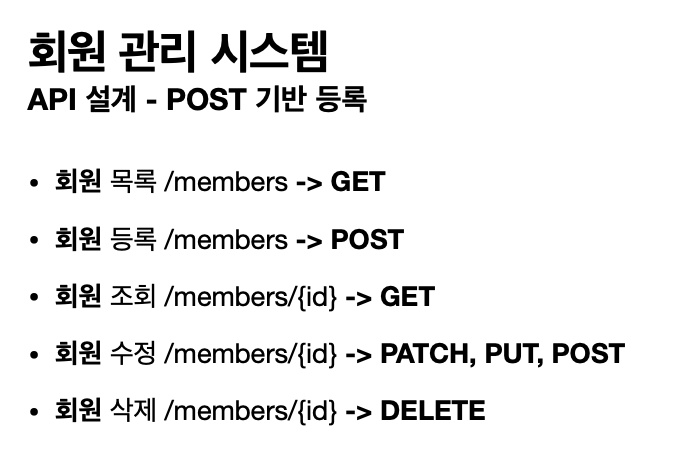 회원 관리 시스템
API 설계 - POST 기반 등록
• 회원 목록 /members -> GET
• 회원 등록 /members -> POST
• 회원 조회 /members/{id} -> GET
• 회원 수정 /members/{id} -> PATCH, PUT, POST
• 회원 삭제 /members/{id} -> DELETE